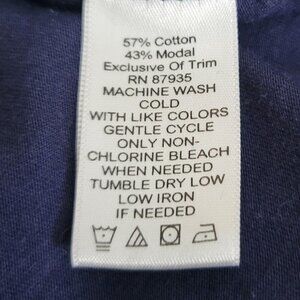 57% Cotton
43% Modal
Exclusive Of Trim
RN 87935
MACHINE WASH
COLD
WITH LIKE COLORS
GENTLE CYCLE
ONLY NON-
CHLORINE BLEACH
WHEN NEEDED
TUMBLE DRY LOW
LOW IRON
IF NEEDED